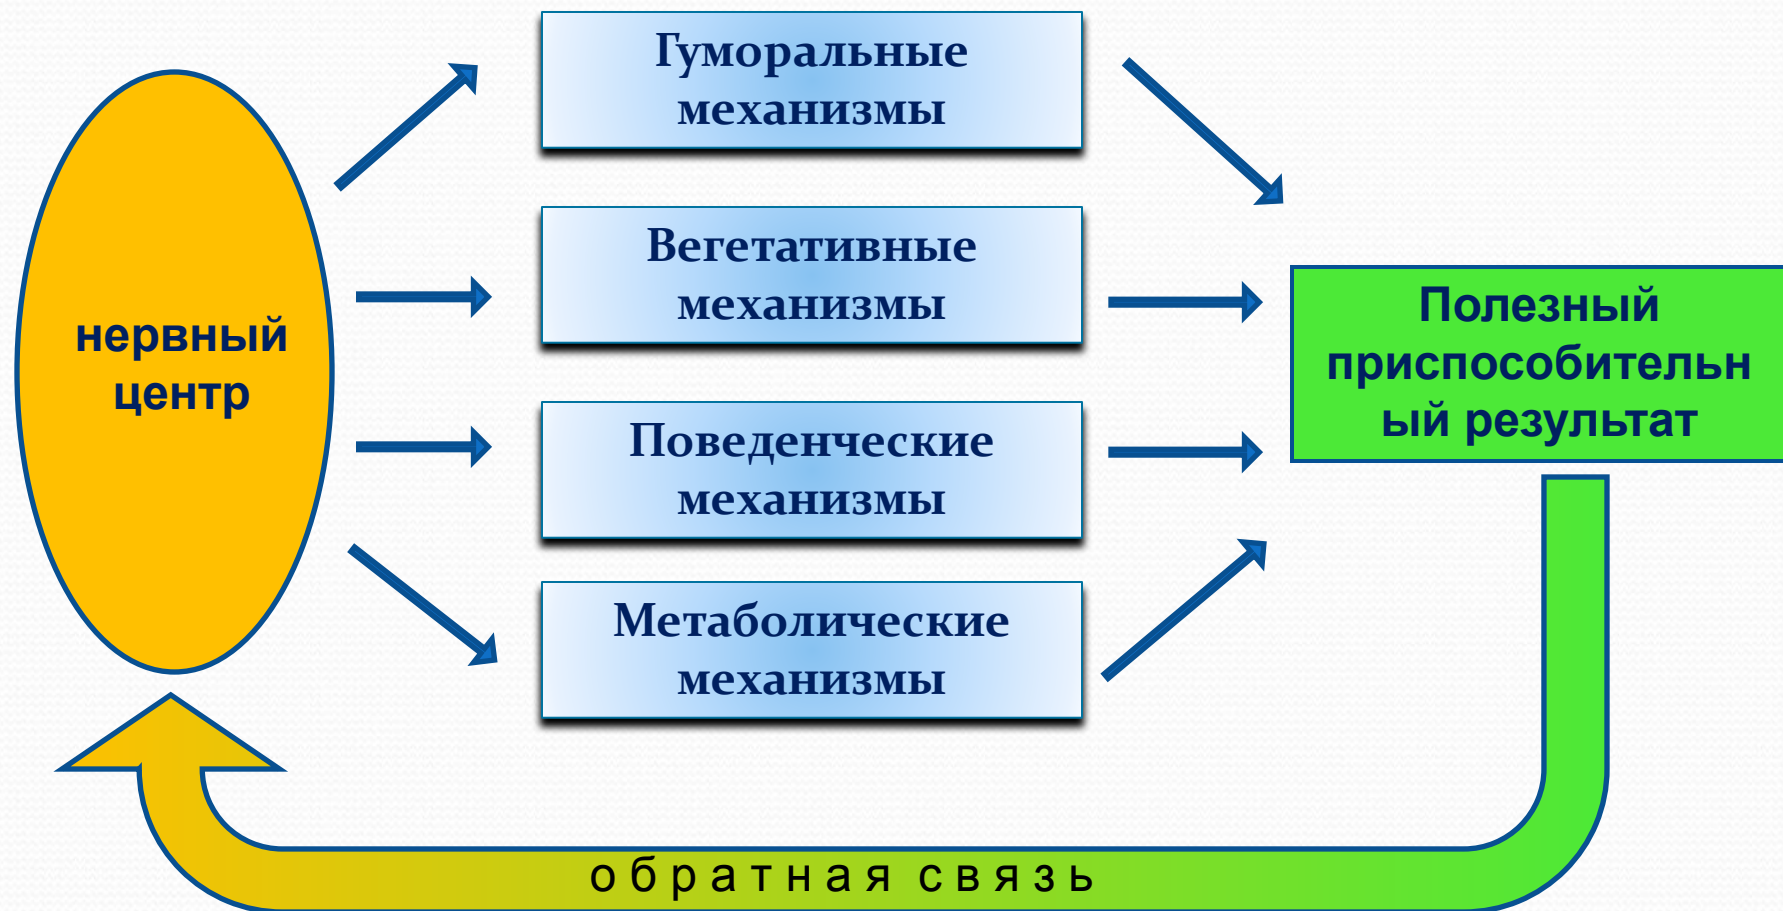 нервный
центр
Гуморальные
механизмы
Вегетативные
механизмы
Поведенческие
механизмы
Метаболические
механизмы
Полезный
приспособительн
ый результат
обратная связь